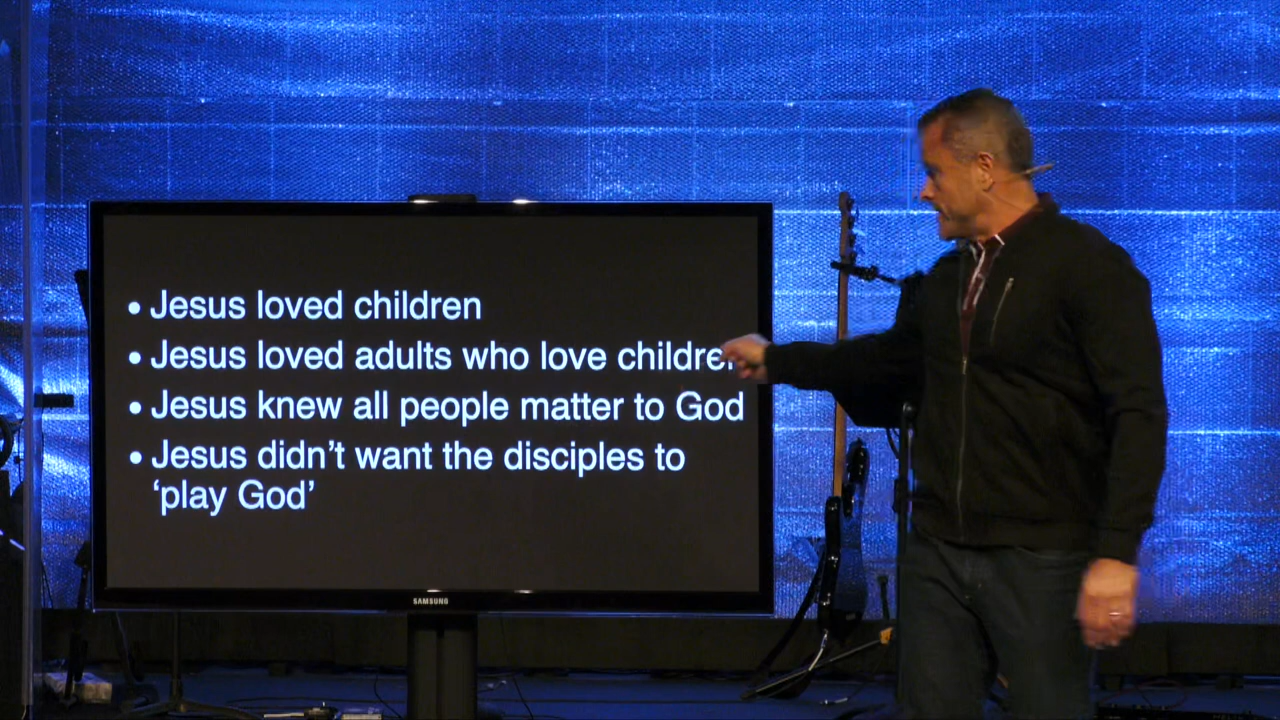 • Jesus loved children
• Jesus loved adults who love children
• Jesus knew all people matter to God
• Jesus didn’t want the disciples to
‘play God’
SAMSUNG